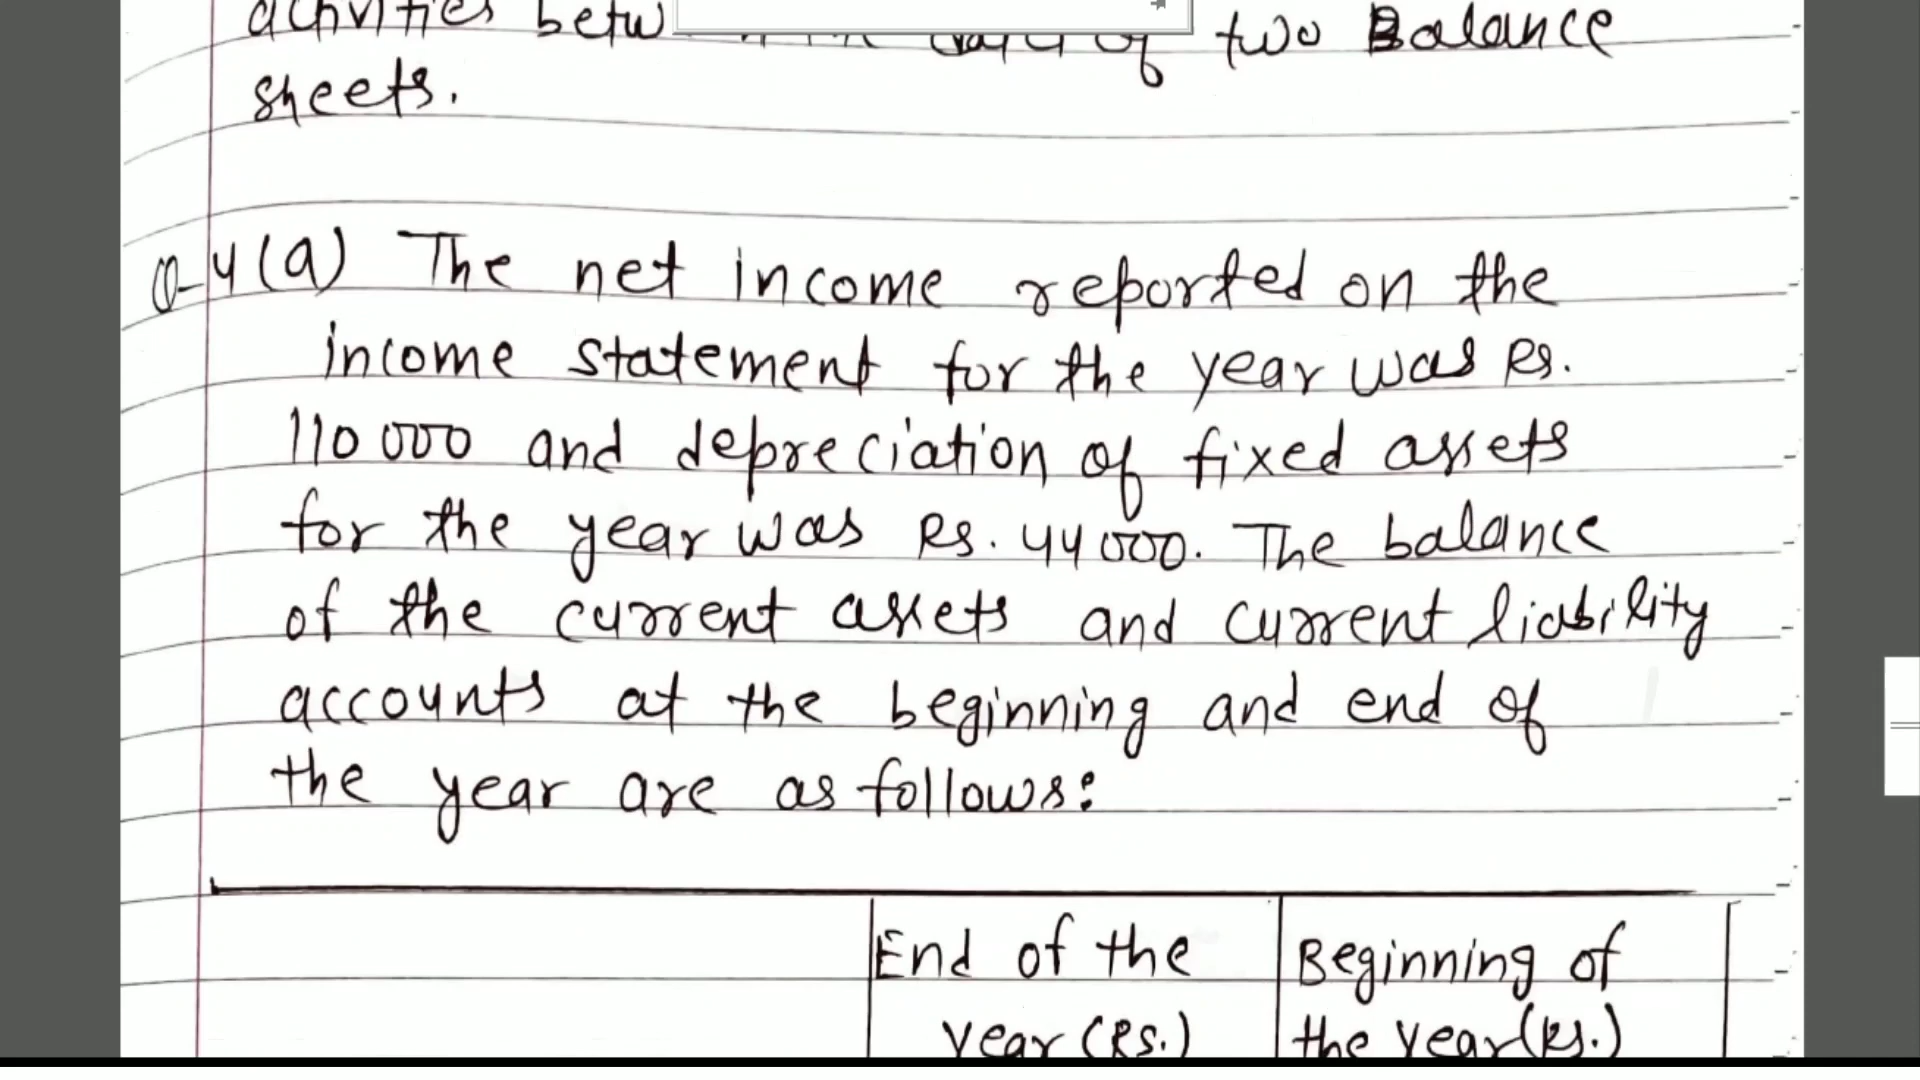 activities betw of two Balance
sheets.
Q-4(a) The net income reported on the
income statement for the year was Rs.
110000 and depreciation of fixed assets
for the year was Rs. 44000. The balance
of the current assets and current liability
accounts at the beginning and end of
the year are as follows:
End of the
year (Rs.)
Beginning of
the year (Rs.)